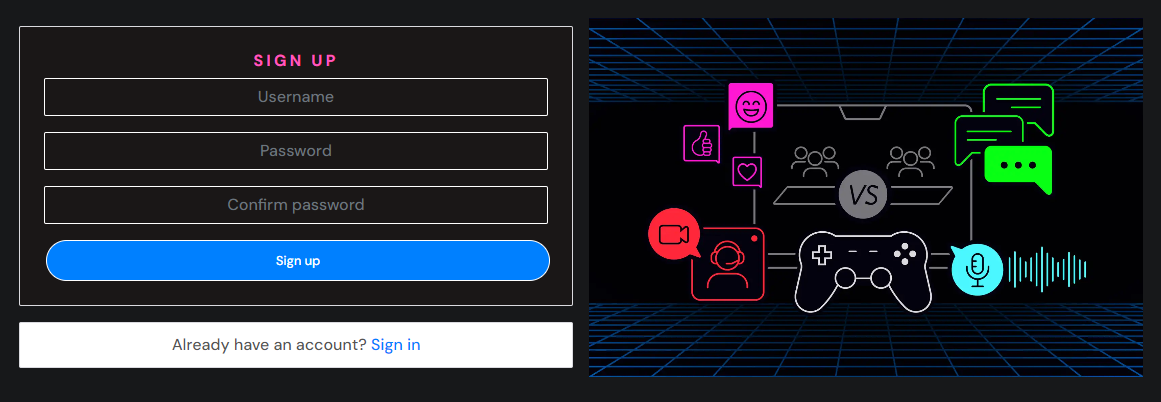 SIGN UP
Username
Password
Confirm password
Sign up
Already have an account? Sign in
VS